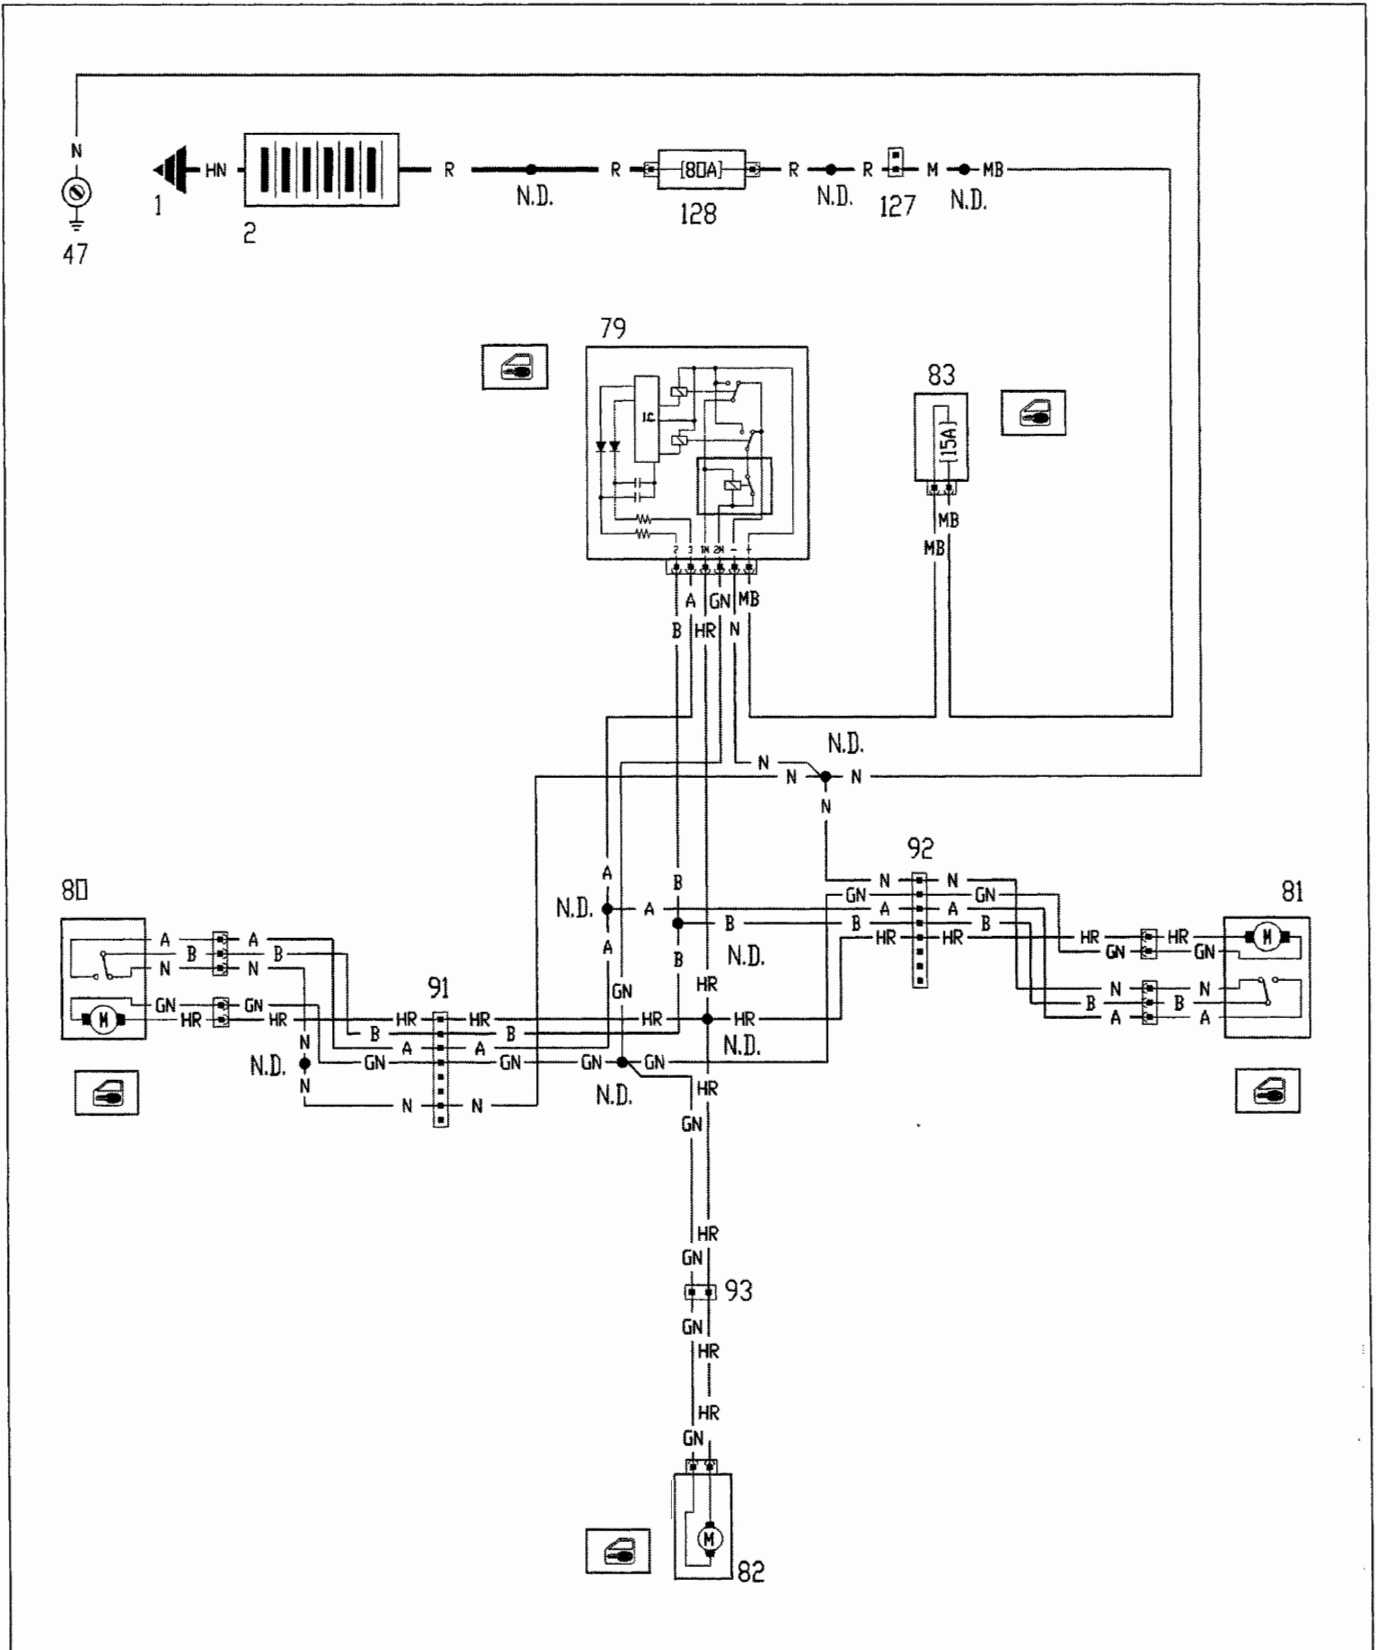 N
HN
R
R
[80A]
R
R
M
MB
N.D.
N.D.
N.D.
1
2
128
127
47
79
83
I.C.
[15A]
2 3 1M 2M - +
MB
MB
A GN MB
B HR N
N.D.
N
N N
N
92
A
B
N N
80
GN GN
81
N.D. A A A
B B B
A A
HR HR HR HR
B B
A
B
N.D.
GN GN
N N
HR
91
GN
N N
GN GN
B B
HR HR
HR HR HR HR
A A
N
B B
N.D.
A A
N.D.
GN GN GN GN
N
N.D.
HR
N N
GN
HR
GN
93
GN
HR
HR
GN
M
M
M
82